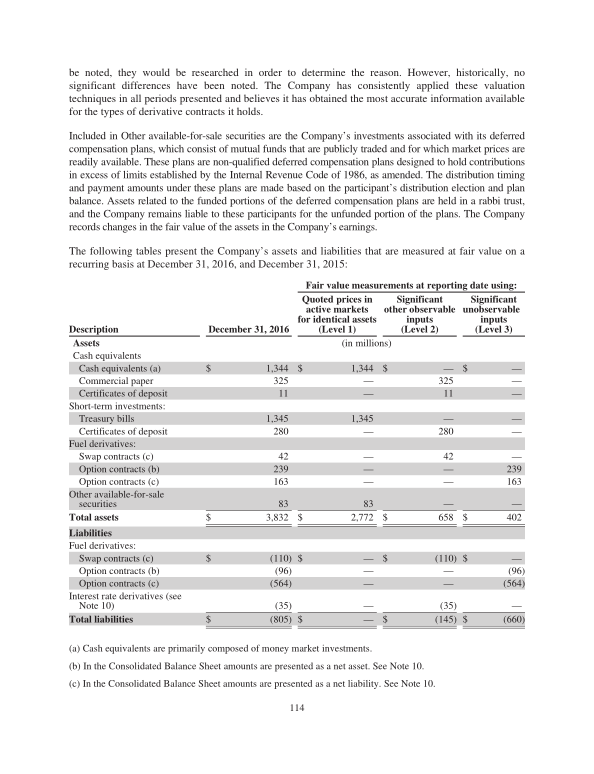 be noted, they would be researched in order to determine the reason. However, historically, no
significant differences have been noted. The Company has consistently applied these valuation
techniques in all periods presented and believes it has obtained the most accurate information available
for the types of derivative contracts it holds.
Included in Other available-for-sale securities are the Company’s investments associated with its deferred
compensation plans, which consist of mutual funds that are publicly traded and for which market prices are
readily available. These plans are non-qualified deferred compensation plans designed to hold contributions
in excess of limits established by the Internal Revenue Code of 1986, as amended. The distribution timing
and payment amounts under these plans are made based on the participant’s distribution election and plan
balance. Assets related to the funded portions of the deferred compensation plans are held in a rabbi trust,
and the Company remains liable to these participants for the unfunded portion of the plans. The Company
records changes in the fair value of the assets in the Company’s earnings.
The following tables present the Company’s assets and liabilities that are measured at fair value on a
recurring basis at December 31, 2016, and December 31, 2015:
Fair value measurements at reporting date using:
Quoted prices in Significant Significant
active markets other observable unobservable
for identical assets inputs inputs
Description December 31, 2016 (Level 1) (Level 2) (Level 3)
Assets (in millions)
Cash equivalents
Cash equivalents (a) $ 1,344 $ 1,344 $ — $ —
Commercial paper 325 — 325 —
Certificates of deposit 11 — 11 —
Short-term investments:
Treasury bills 1,345 1,345 — —
Certificates of deposit 280 — 280 —
Fuel derivatives:
Swap contracts (c) 42 — 42 —
Option contracts (b) 239 — — 239
Option contracts (c) 163 — — 163
Other available-for-sale
securities 83 83 — —
Total assets $ 3,832 $ 2,772 $ 658 $ 402
Liabilities
Fuel derivatives:
Swap contracts (c) $ (110) $ — $ (110) $ —
Option contracts (b) (96) — — (96)
Option contracts (c) (564) — — (564)
Interest rate derivatives (see
Note 10) (35) — (35) —
Total liabilities $ (805) $ — $ (145) $ (660)
(a) Cash equivalents are primarily composed of money market investments.
(b) In the Consolidated Balance Sheet amounts are presented as a net asset. See Note 10.
(c) In the Consolidated Balance Sheet amounts are presented as a net liability. See Note 10.
114